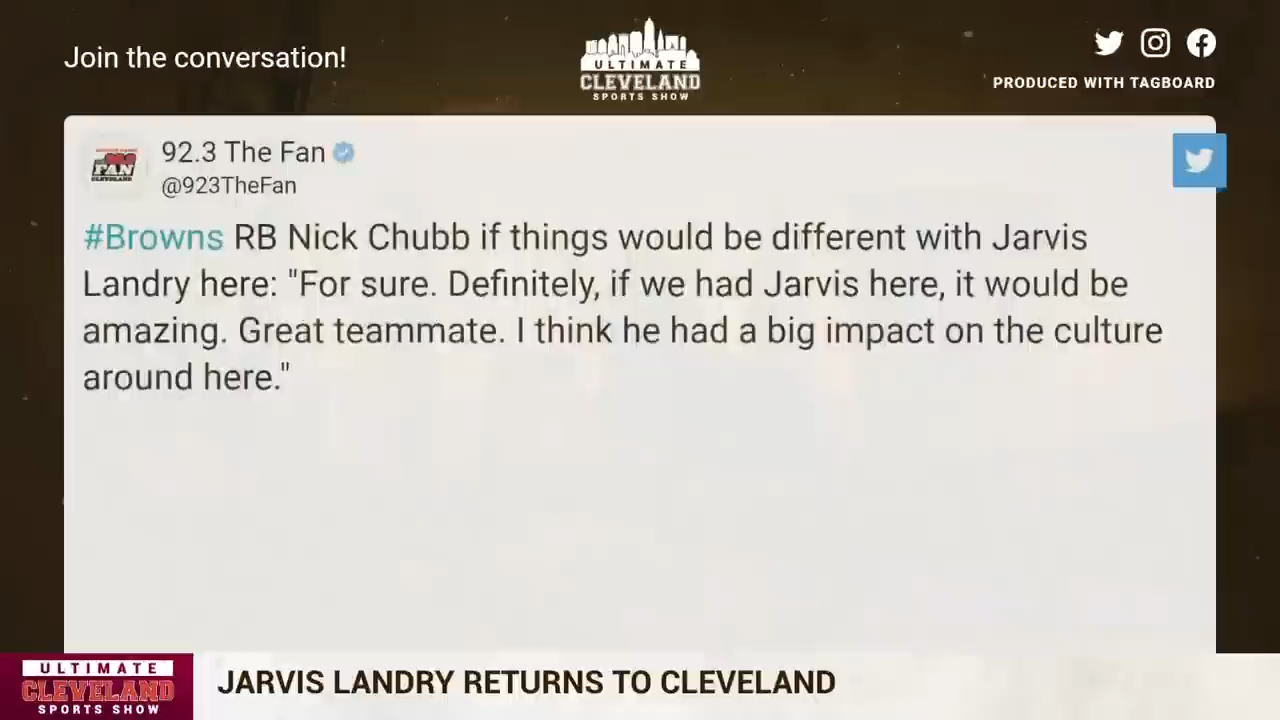 Join the conversation!
ULTIMATE
CLEVELAND
SPORTS SHOW
PRODUCED WITH TAGBOARD
FAN
CLEVELAND
92.3 The Fan
@923TheFan
#Browns RB Nick Chubb if things would be different with Jarvis
Landry here: "For sure. Definitely, if we had Jarvis here, it would be
amazing. Great teammate. I think he had a big impact on the culture
around here."
ULTIMATE
CLEVELAND
SPORTS SHOW
JARVIS LANDRY RETURNS TO CLEVELAND